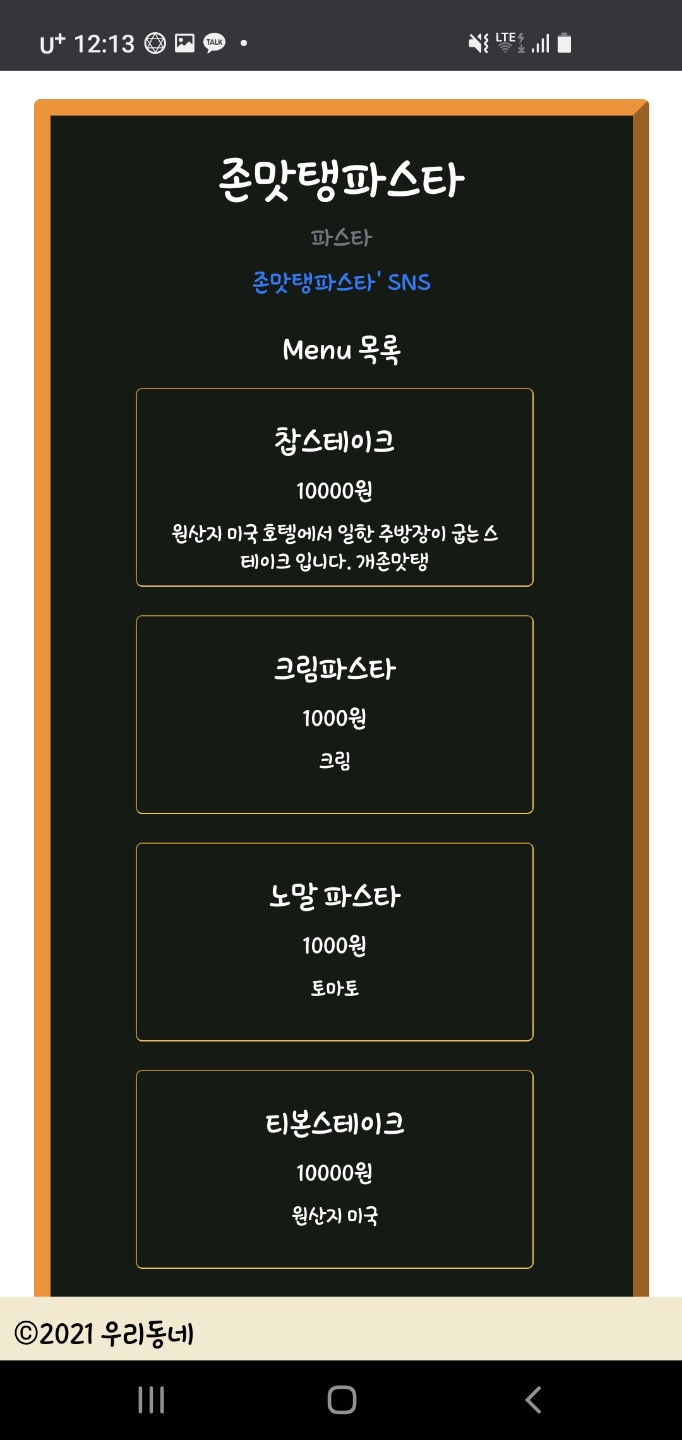 U+ 12:13 TALK LTE
존맛탱파스타
파스타
존맛탱파스타' SNS
Menu 목록
찹스테이크
10000원
원산지 미국 호텔에서 일한 주방장이 굽는 스
테이크 입니다. 개존맛탱
크림파스타
1000원
크림
노말 파스타
1000원
토마토
티본스테이크
10000원
원산지 미국
©2021 우리동네